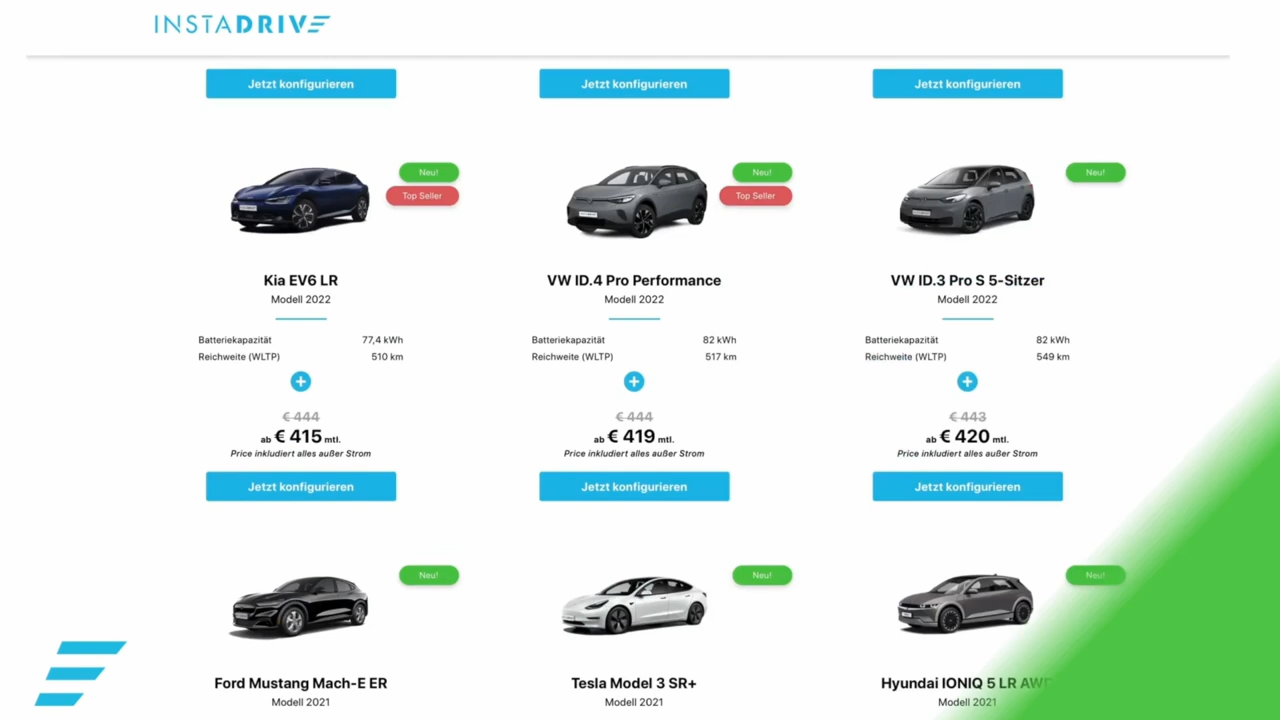 INSTADRIVE
Jetzt konfigurieren
Jetzt konfigurieren
Jetzt konfigurieren
Neu!
Top Seller
Neu!
Top Seller
Neu!
Kia EV6 LR
Modell 2022
Batteriekapazität 77,4 kWh
Reichweite (WLTP) 510 km
€ 444
ab € 415 mtl.
Price inkludiert alles außer Strom
Jetzt konfigurieren
VW ID.4 Pro Performance
Modell 2022
Batteriekapazität 82 kWh
Reichweite (WLTP) 517 km
€ 444
ab € 419 mtl.
Price inkludiert alles außer Strom
Jetzt konfigurieren
VW ID.3 Pro S 5-Sitzer
Modell 2022
Batteriekapazität 82 kWh
Reichweite (WLTP) 549 km
€ 443
ab € 420 mtl.
Price inkludiert alles außer Strom
Jetzt konfigurieren
Neu!
Neu!
Neu!
Ford Mustang Mach-E ER
Modell 2021
Tesla Model 3 SR+
Modell 2021
Hyundai IONIQ 5 LR AWD
Modell 2021